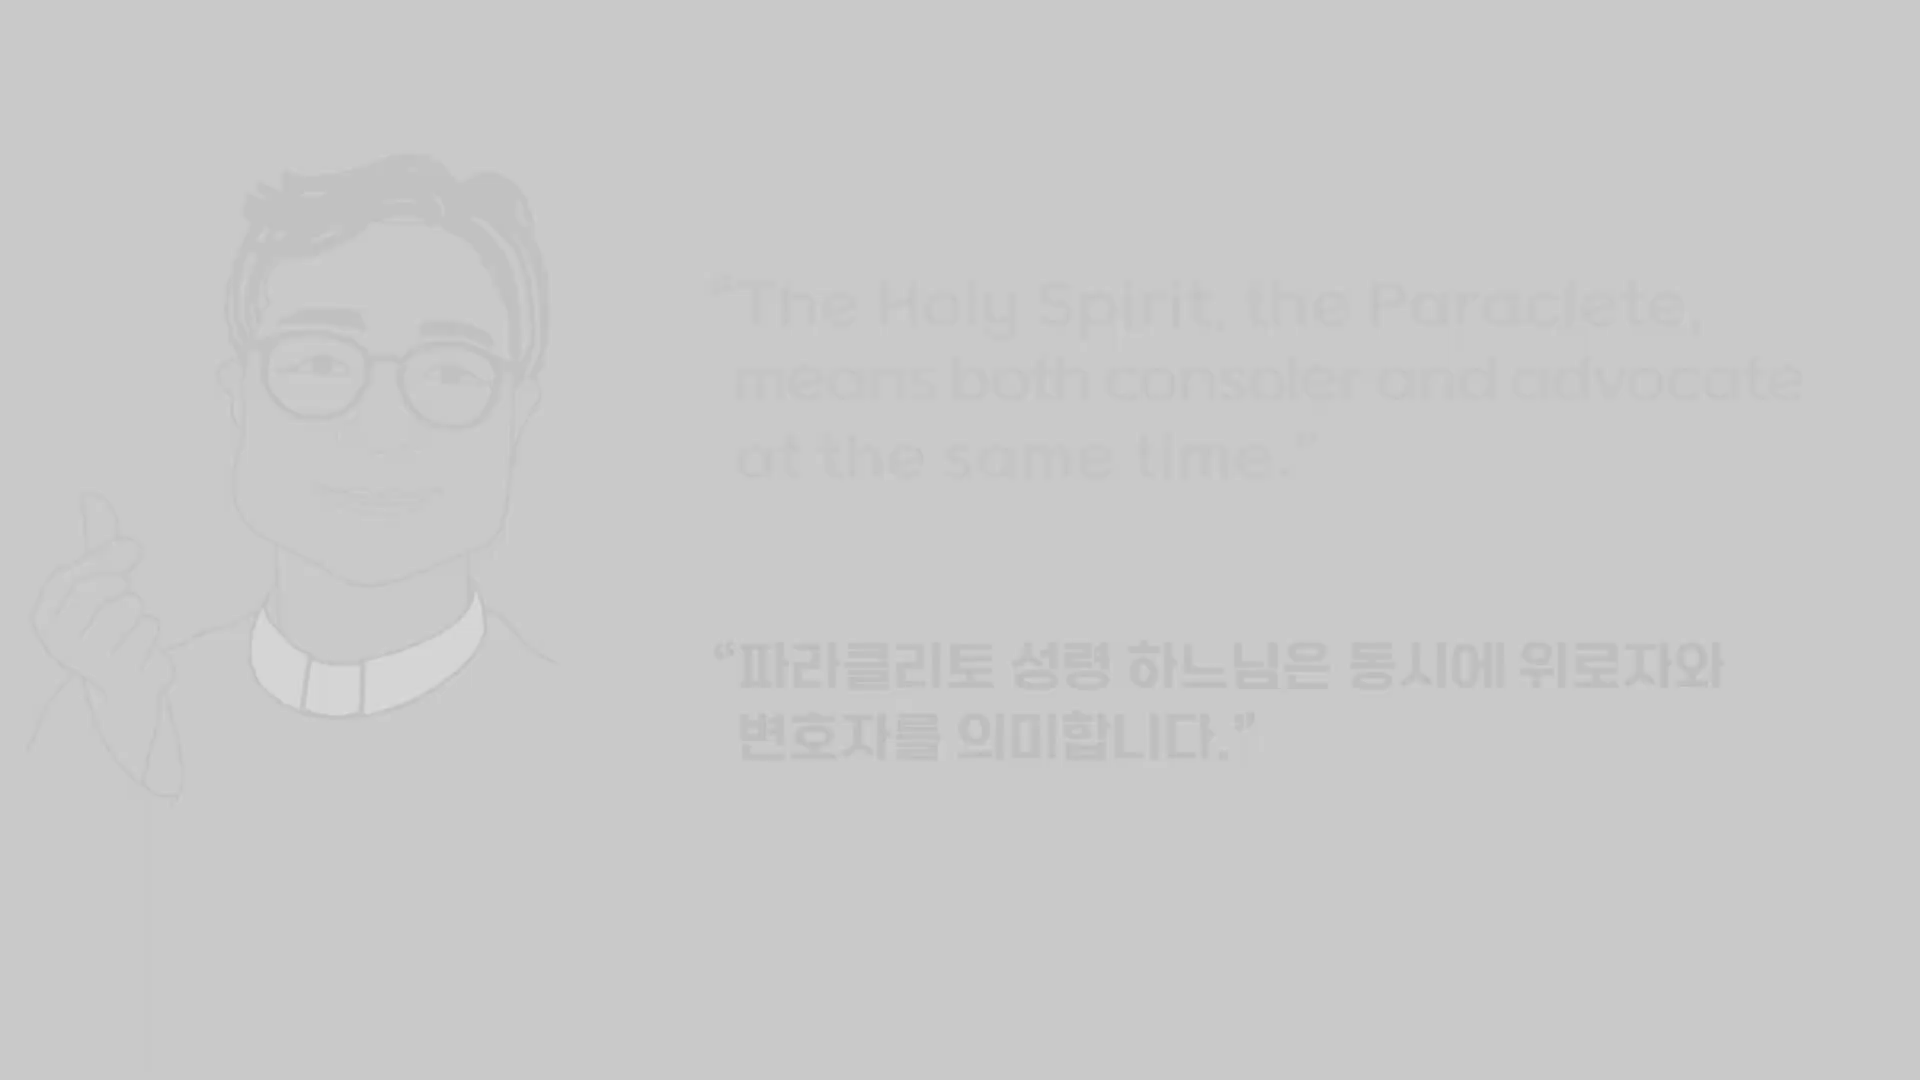 “The Holy Spirit, the Paraclete,
means both consoler and advocate
at the same time.”
“파라클리토 성령 하느님은 동시에 위로자와
변호자를 의미합니다.”